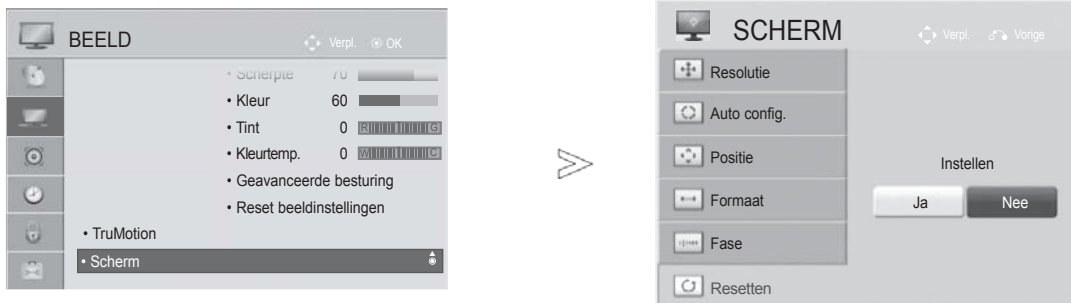 BEELD
Verpl. OK
• Scherpte 70
• Kleur 60
• Tint 0 R G
• Kleurtemp. 0 W C
• Geavanceerde besturing
• Reset beeldinstellingen
• TruMotion
• Scherm
SCHERM
Verpl. Vorige
Resolutie
Auto config.
Positie
Formaat
Fase
Resetten
Instellen
Ja Nee